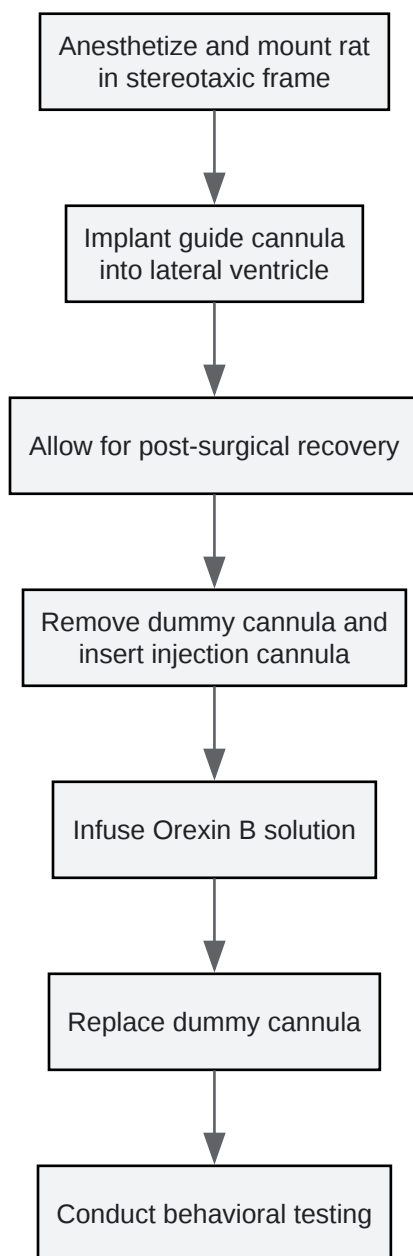 Anesthetize and mount rat
in stereotaxic frame
Implant guide cannula
into lateral ventricle
Allow for post-surgical recovery
Remove dummy cannula and
insert injection cannula
Infuse Orexin B solution
Replace dummy cannula
Conduct behavioral testing